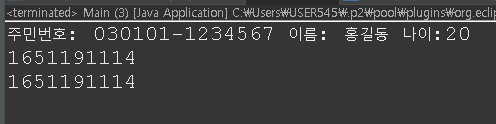 <terminated> Main (3) [Java Application] C:₩Users₩USER545₩.p2₩pool₩plugins₩org.eclip
주민번호: 030101-1234567 이름: 홍길동 나이:20
1651191114
1651191114